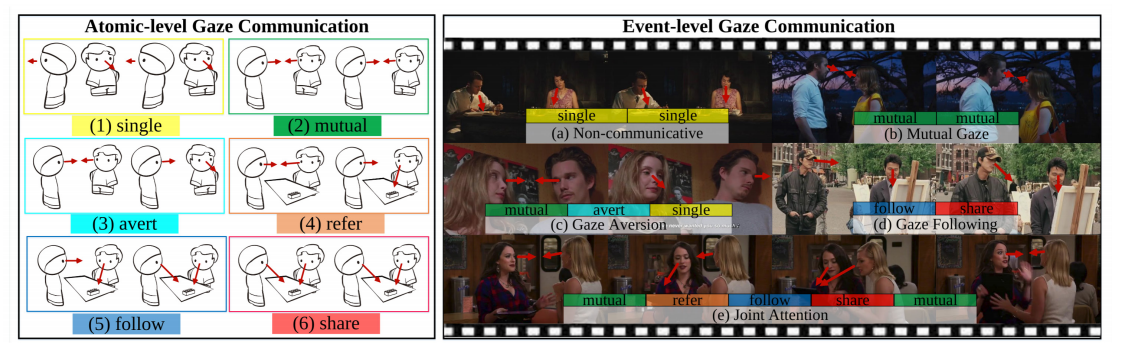 Atomic-level Gaze Communication
(1) single
(2) mutual
(3) avert
(4) refer
(5) follow
(6) share
Event-level Gaze Communication
single single
(a) Non-communicative
mutual mutual
(b) Mutual Gaze
mutual avert single
(c) Gaze Aversion
follow share
(d) Gaze Following
mutual refer follow share mutual
(e) Joint Attention